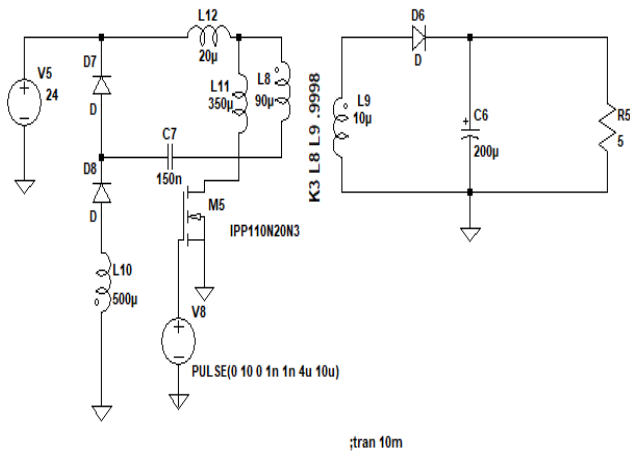 L12
20µ
D6
D
D7
D
V5
24
L11
350µ
L8
90µ
L9
10µ
K3 L8 L9 .9998
C6
200µ
R5
5
C7
150n
D8
D
M5
IPP110N20N3
L10
500µ
V8
PULSE(0 10 0 1n 1n 4u 10u)
;tran 10m